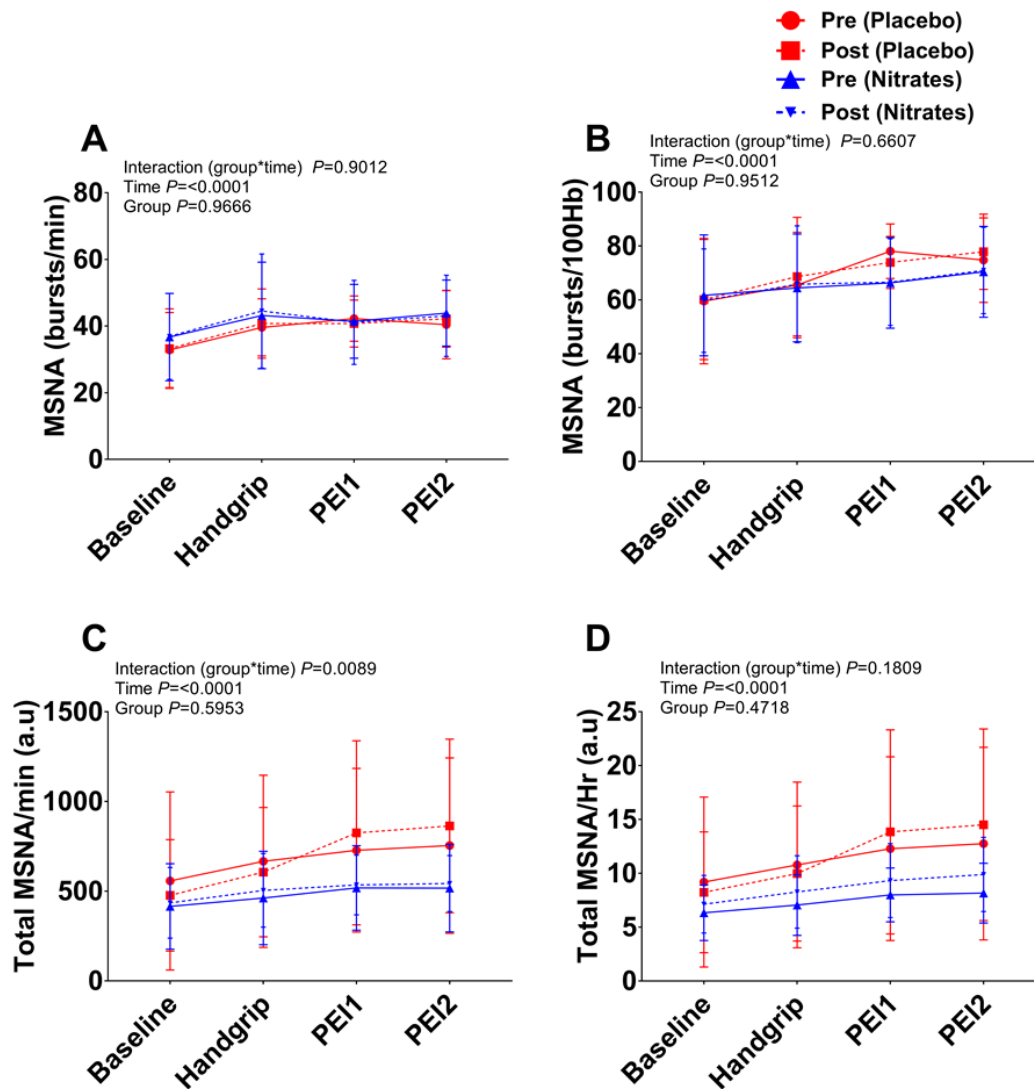 Pre (Placebo)
Post (Placebo)
Pre (Nitrates)
Post (Nitrates)
A
Interaction (group*time) P=0.9012
Time P=<0.0001
Group P=0.9666
MSNA (bursts/min)
80
60
40
20
0
Baseline
Handgrip
PEI1
PEI2
B
Interaction (group*time) P=0.6607
Time P=<0.0001
Group P=0.9512
MSNA (bursts/100Hb)
100
80
60
40
20
0
Baseline
Handgrip
PEI1
PEI2
C
Interaction (group*time) P=0.0089
Time P=<0.0001
Group P=0.5953
Total MSNA/min (a.u)
1500
1000
500
0
Baseline
Handgrip
PEI1
PEI2
D
Interaction (group*time) P=0.1809
Time P=<0.0001
Group P=0.4718
Total MSNA/Hr (a.u)
25
20
15
10
5
0
Baseline
Handgrip
PEI1
PEI2